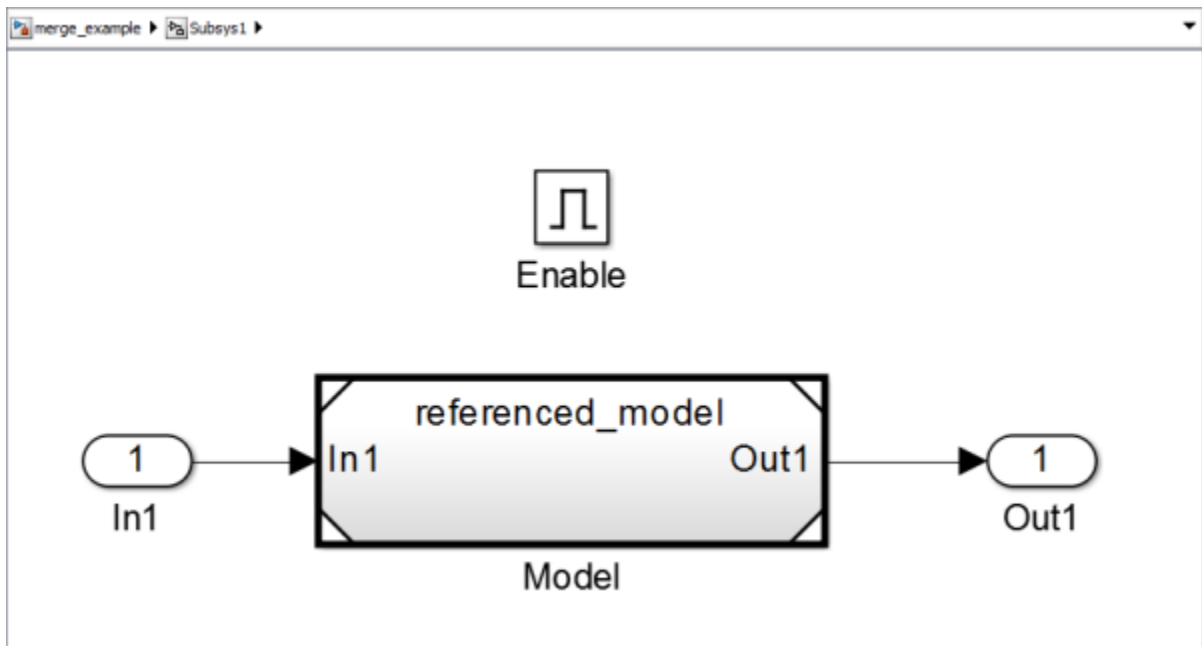 merge_example Subsys1
Enable
referenced_model
1 In1 Out1 1
In1 Out1
Model